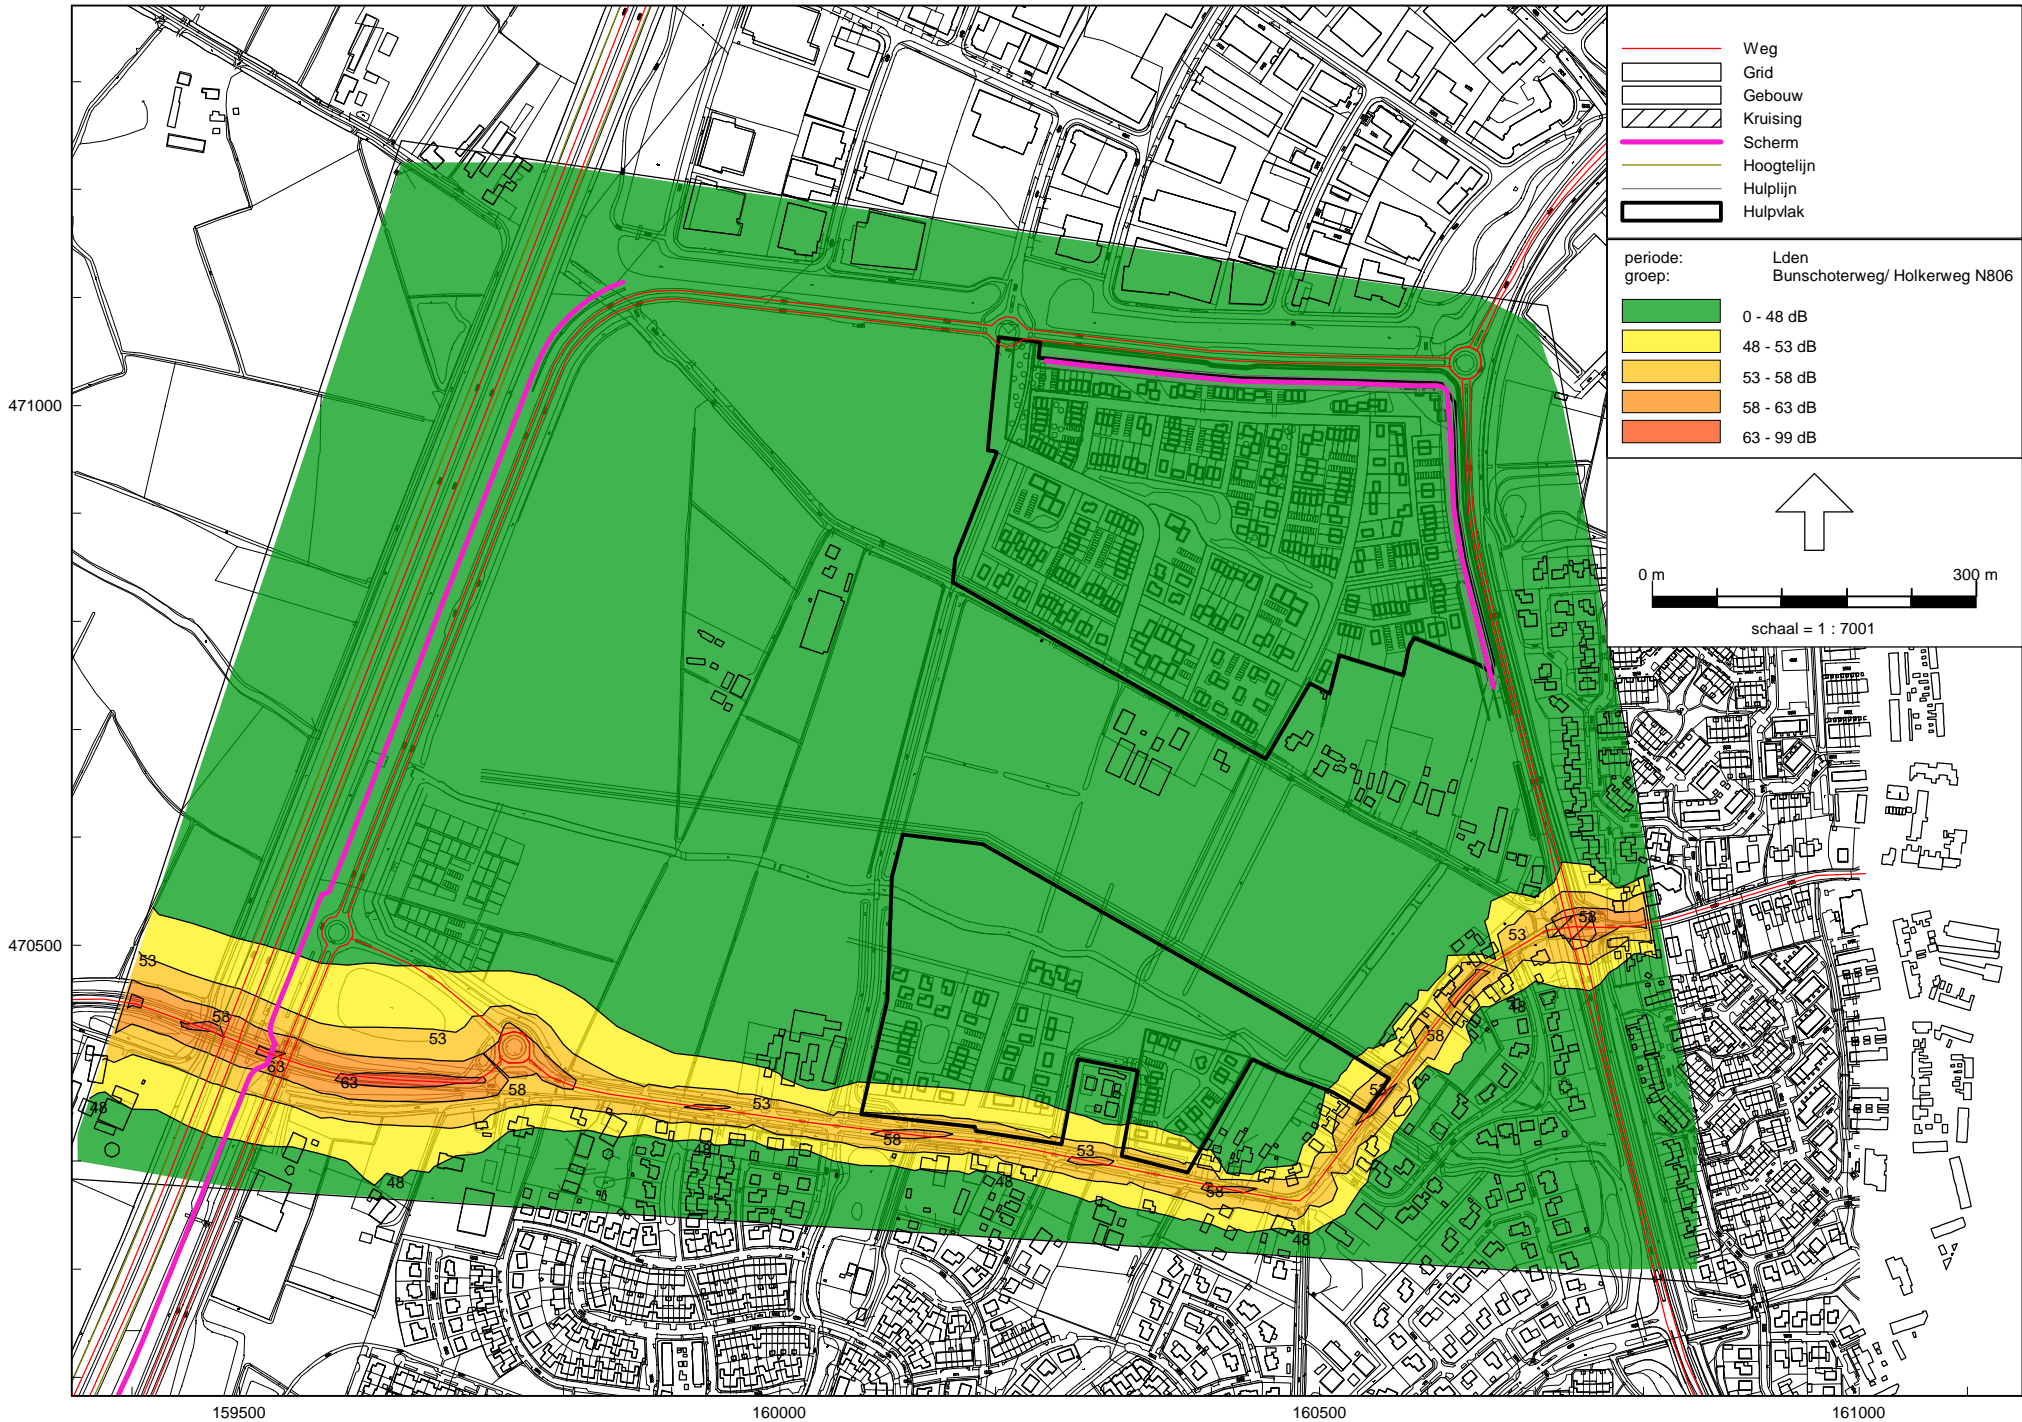 Weg
Grid
Gebouw
Kruising
Scherm
Hoogtelijn
Hulplijn
Hulpvlak
periode: Lden
groep: Bunschoterweg/ Holkerweg N806
0 - 48 dB
48 - 53 dB
53 - 58 dB
58 - 63 dB
63 - 99 dB
0 m 300 m
schaal = 1 : 7001
471000
470500
53
58
63
63
53
58
48
48
53
48
58
53
48
58
48
53
58
48
58
53
58
159500
160000
160500
161000